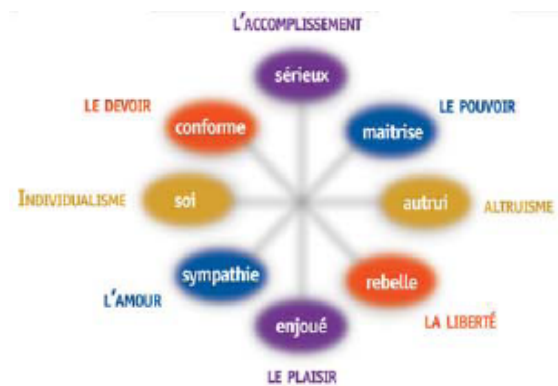 L'ACCOMPLISSEMENT
sérieux
LE DEVOIR
LE POUVOIR
conforme
maitrise
INDIVIDUALISME
soi
autrui
ALTRUISME
sympathie
rebelle
L'AMOUR
enjoué
LA LIBERTÉ
LE PLAISIR